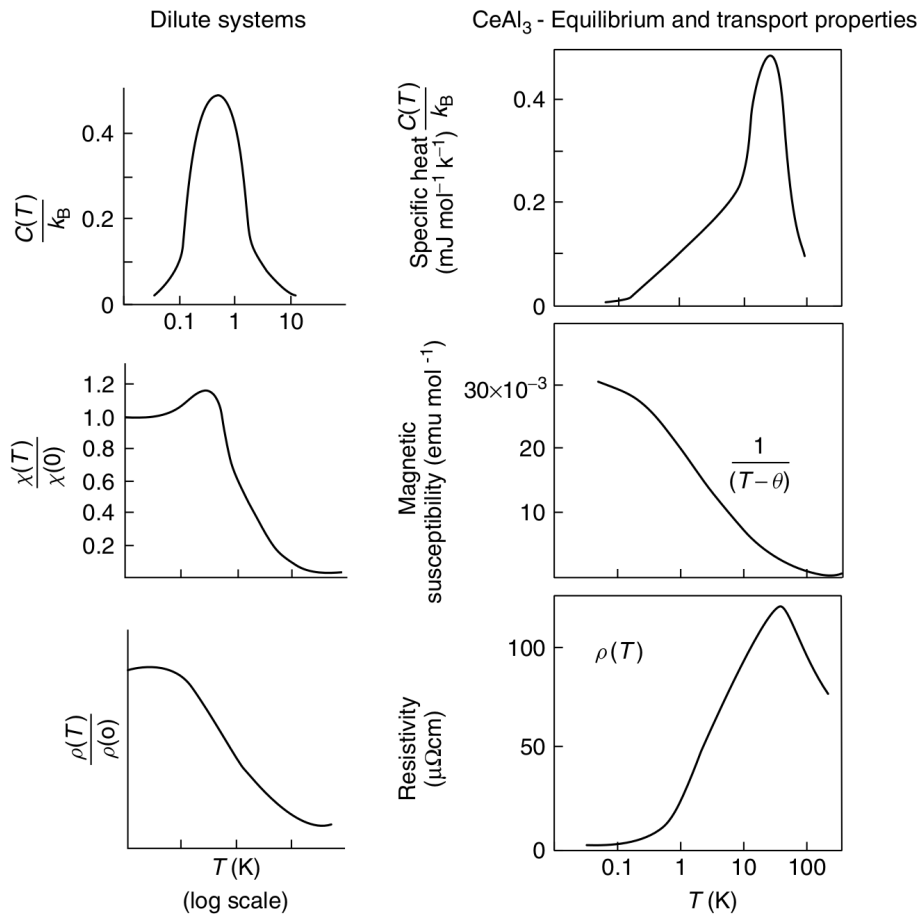 Dilute systems
CeAl₃ - Equilibrium and transport properties
C(T)
k_B
0.4
0.2
0
0.1 1 10
Specific heat C(T)/k_B
(mJ mol⁻¹ k⁻¹)
0.4
0.2
0
χ(T)
χ(0)
1.2
1.0
0.8
0.6
0.4
0.2
Magnetic
susceptibility (emu mol ⁻¹)
30×10⁻³
20
10
1
(T – θ)
ρ(T)
ρ(o)
T (K)
(log scale)
Resistivity
(μΩcm)
100
50
0
ρ(T)
0.1 1 10 100
T (K)